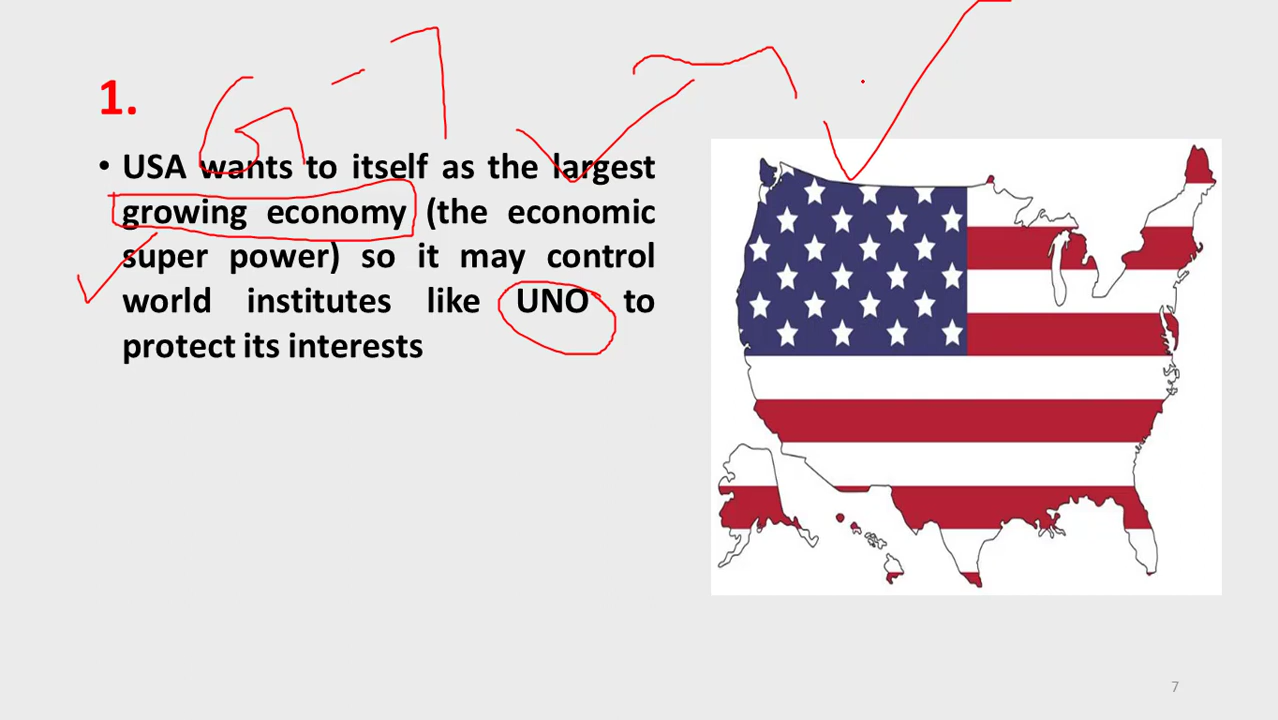 G-7
1.
• USA wants to itself as the largest
growing economy (the economic
super power) so it may control
world institutes like UNO to
protect its interests
7